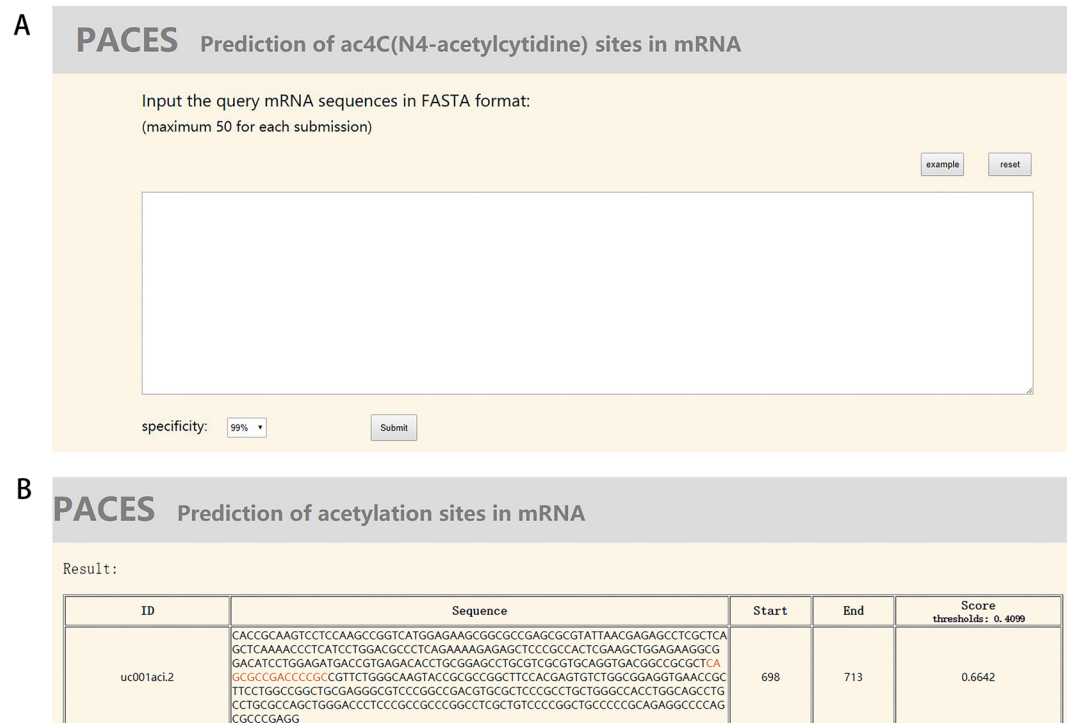 A
PACES Prediction of ac4C(N4-acetylcytidine) sites in mRNA
Input the query mRNA sequences in FASTA format:
(maximum 50 for each submission)
example reset
specificity: 99% Submit
B
PACES Prediction of acetylation sites in mRNA
Result:
ID Sequence Start End Score
thresholds: 0.4099
CACCGCAAGTCCTCCAAGCCGGTCATGGAGAAGCGGCGCCGAGCGCGTATTAACGAGAGCCTCGCTCA
GCTCAAAACCCTCATCCTGGACGCCCTCAGAAAAGAGAGCTCCCGCCACTCGAAGCTGGAGAAGGCG
GACATCCTGGAGATGACCGTGAGACACCTGCGGAGCCTGCGTCGCGTGCAGGTGACGGCCGCGCTCA
uc001aci.2 GCGCCGACCCCGCCGTTCTGGGCAAGTACCGCGCCGGCTTCCACGAGTGTCTGGCGGAGGTGAACCGC 698 713 0.6642
TTCCTGGCCGGCTGCGAGGGCGTCCCGGCCGACGTGCGCTCCCGCCTGCTGGGCCACCTGGCAGCCTG
CCTGCGCCAGCTGGGACCCTCCCGCCGCCCGGCCTCGCTGTCCCCGGCTGCCCCCGCAGAGGCCCCAG
CGCCCGAGG